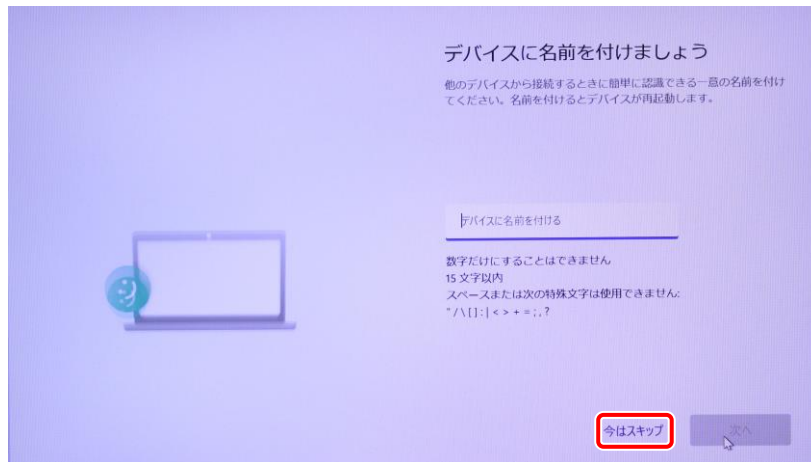 デバイスに名前を付けましょう
他のデバイスから接続するときに簡単に認識できる一意の名前を付け
てください。名前を付けるとデバイスが再起動します。
デバイスに名前を付ける
数字だけにすることはできません
15 文字以内
スペースまたは次の特殊文字は使用できません:
" / \ [ ] : | < > + = ; , ?
今はスキップ
次へ